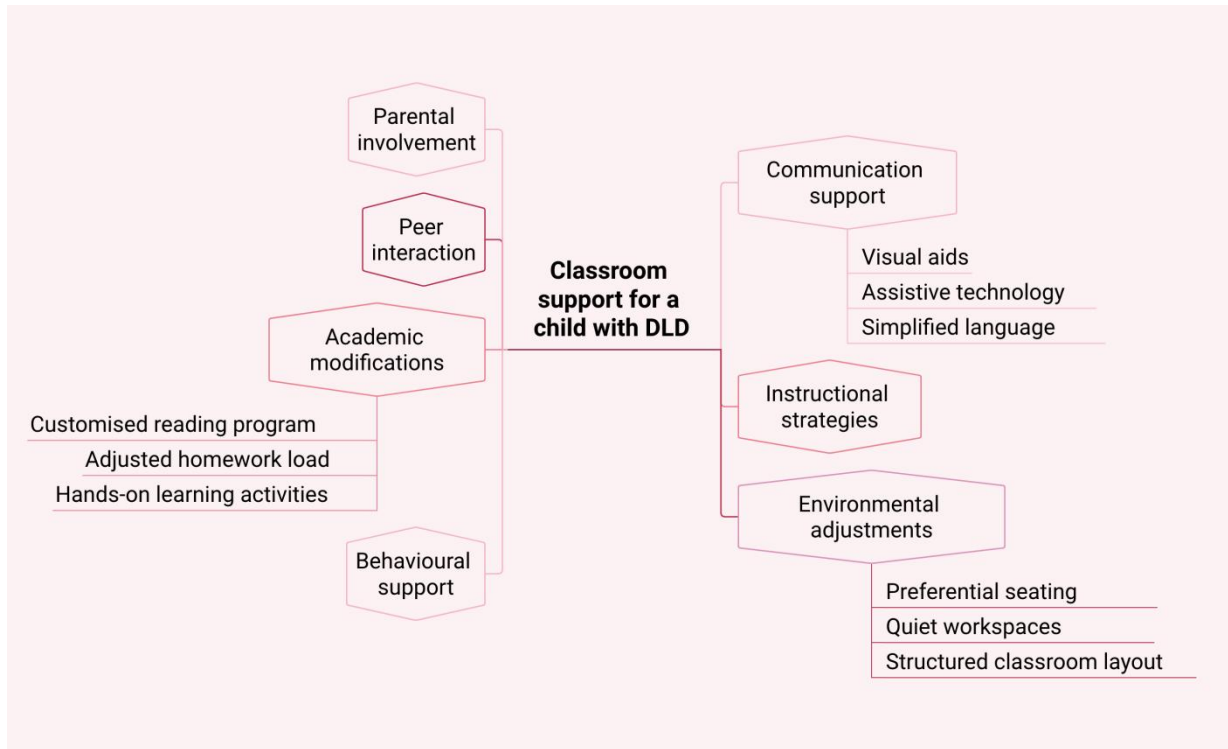 Classroom
support for a
child with DLD
Parental
involvement
Peer
interaction
Academic
modifications
Customised reading program
Adjusted homework load
Hands-on learning activities
Behavioural
support
Communication
support
Visual aids
Assistive technology
Simplified language
Instructional
strategies
Environmental
adjustments
Preferential seating
Quiet workspaces
Structured classroom layout